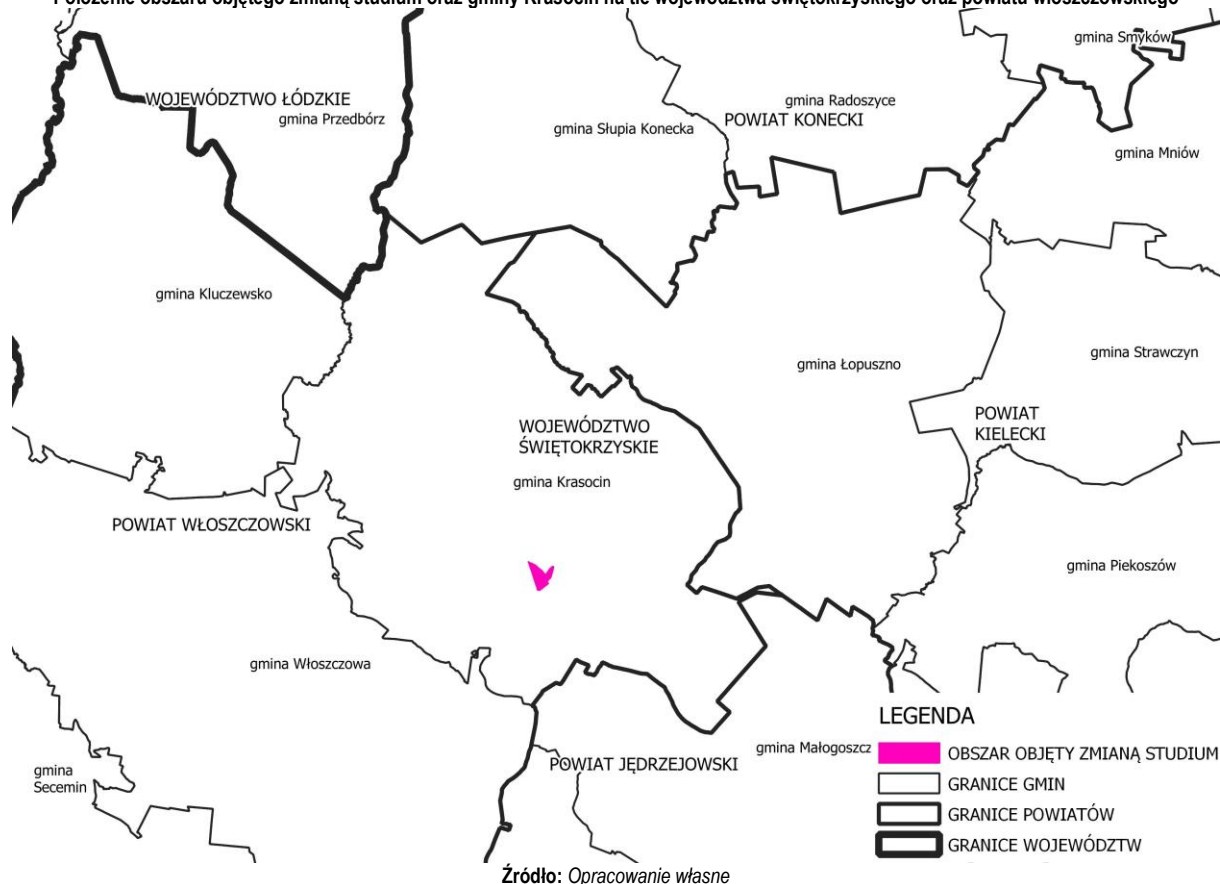 Położenie obszaru objętego zmianą studium oraz gminy Krasocin na tle województwa świętokrzyskiego oraz powiatu włoszczowskiego
gmina Smyków
WOJEWÓDZTWO ŁÓDZKIE
gmina Przedbórz
gmina Radoszyce
POWIAT KONECKI
gmina Słupia Konecka
gmina Mniów
gmina Kluczewsko
gmina Strawczyn
gmina Łopuszno
POWIAT
KIELECKI
WOJEWÓDZTWO
ŚWIĘTOKRZYSKIE
gmina Krasocin
POWIAT WŁOSZCZOWSKI
gmina Piekoszów
gmina Włoszczowa
gmina Małogoszcz
POWIAT JĘDRZEJOWSKI
gmina
Secemin
LEGENDA
OBSZAR OBJĘTY ZMIANĄ STUDIUM
GRANICE GMIN
GRANICE POWIATÓW
GRANICE WOJEWÓDZTW
Źródło: Opracowanie własne